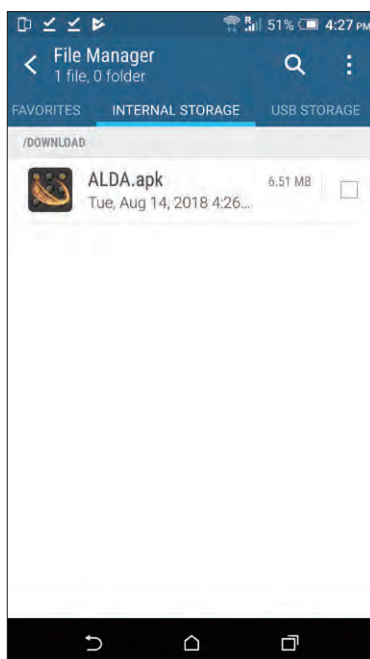 R 51% 4:27 PM
File Manager
1 file, 0 folder
FAVORITES INTERNAL STORAGE USB STORAGE
/DOWNLOAD
ALDA.apk 6.51 MB
Tue, Aug 14, 2018 4:26...